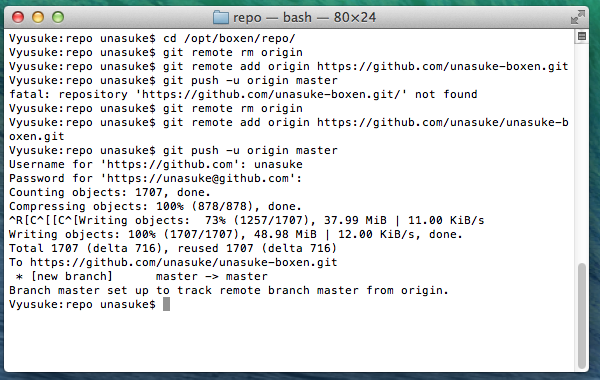 repo — bash — 80×24
Vyusuke:repo unasuke$ cd /opt/boxen/repo/
Vyusuke:repo unasuke$ git remote rm origin
Vyusuke:repo unasuke$ git remote add origin https://github.com/unasuke-boxen.git
Vyusuke:repo unasuke$ git push -u origin master
fatal: repository 'https://github.com/unasuke-boxen.git/' not found
Vyusuke:repo unasuke$ git remote rm origin
Vyusuke:repo unasuke$ git remote add origin https://github.com/unasuke/unasuke-b
oxen.git
Vyusuke:repo unasuke$ git push -u origin master
Username for 'https://github.com': unasuke
Password for 'https://unasuke@github.com':
Counting objects: 1707, done.
Compressing objects: 100% (878/878), done.
^R[C^[[C^[Writing objects:  73% (1257/1707), 37.99 MiB | 11.00 KiB/s
Writing objects: 100% (1707/1707), 48.98 MiB | 12.00 KiB/s, done.
Total 1707 (delta 716), reused 1707 (delta 716)
To https://github.com/unasuke/unasuke-boxen.git
 * [new branch]      master -> master
Branch master set up to track remote branch master from origin.
Vyusuke:repo unasuke$